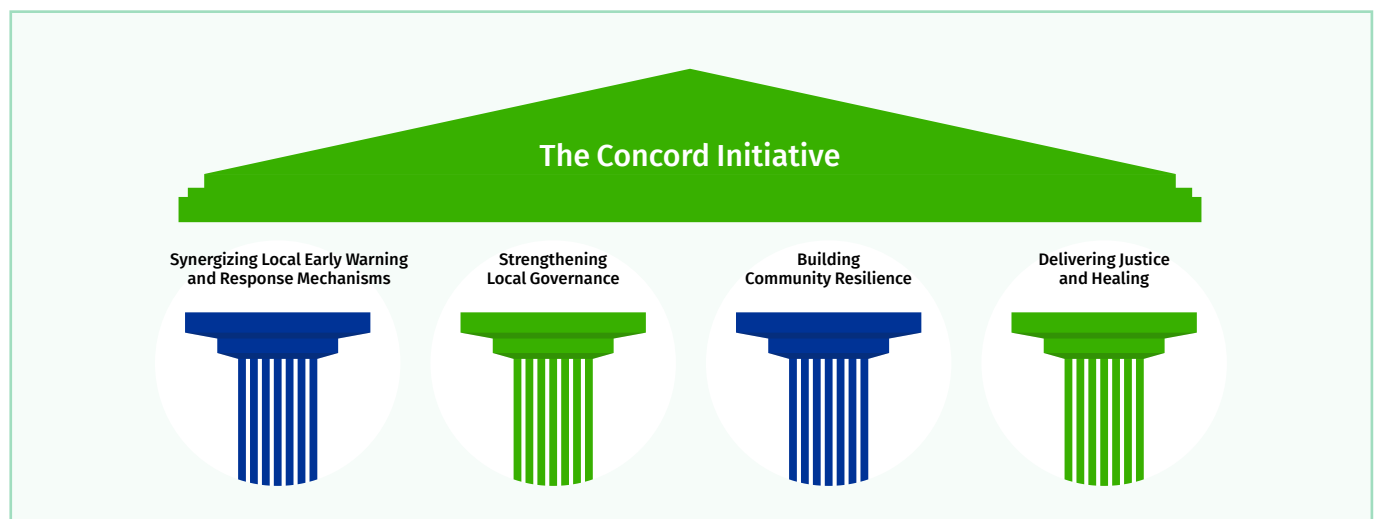 The Concord Initiative
Synergizing Local Early Warning
and Response Mechanisms
Strengthening
Local Governance
Building
Community Resilience
Delivering Justice
and Healing